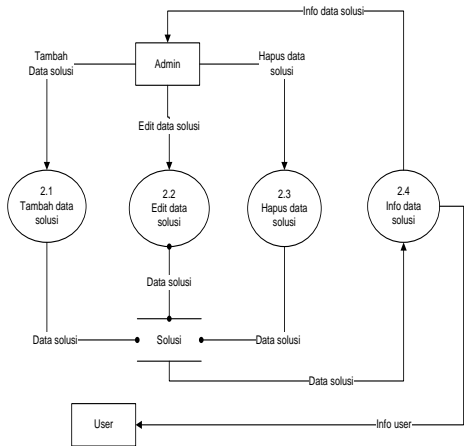 Info data solusi
Tambah
Data solusi
Admin
Hapus data
solusi
Edit data solusi
2.1
Tambah data
solusi
2.2
Edit data
solusi
2.3
Hapus data
solusi
2.4
Info data
solusi
Data solusi
Data solusi
Solusi
Data solusi
Data solusi
User
Info user